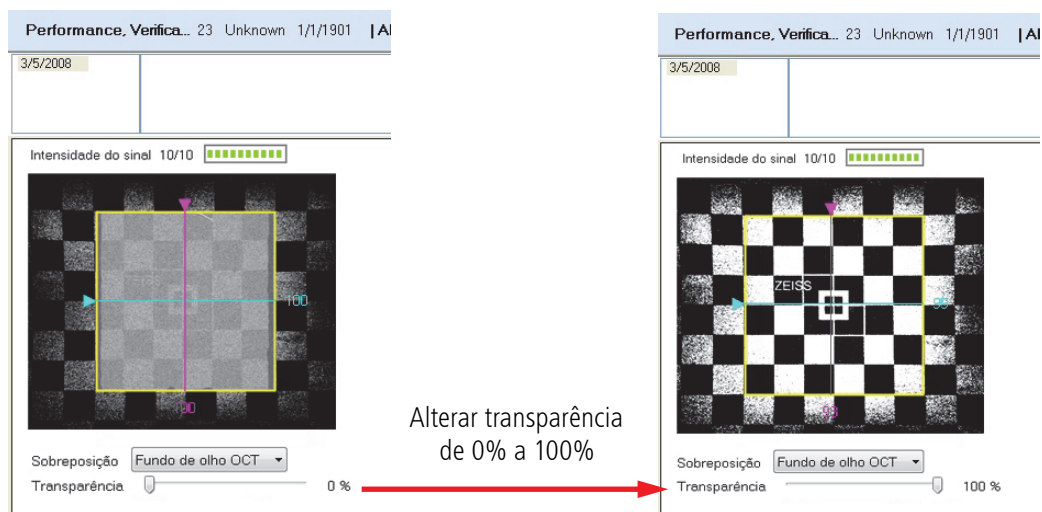 Performance, Verifica... 23 Unknown 1/1/1901 | Al
3/5/2008
Intensidade do sinal 10/10
100
Sobreposição Fundo de olho OCT
Transparência 0 %
Alterar transparência
de 0% a 100%
Performance, Verifica... 23 Unknown 1/1/1901 | Al
3/5/2008
Intensidade do sinal 10/10
ZEISS
Sobreposição Fundo de olho OCT
Transparência 100 %